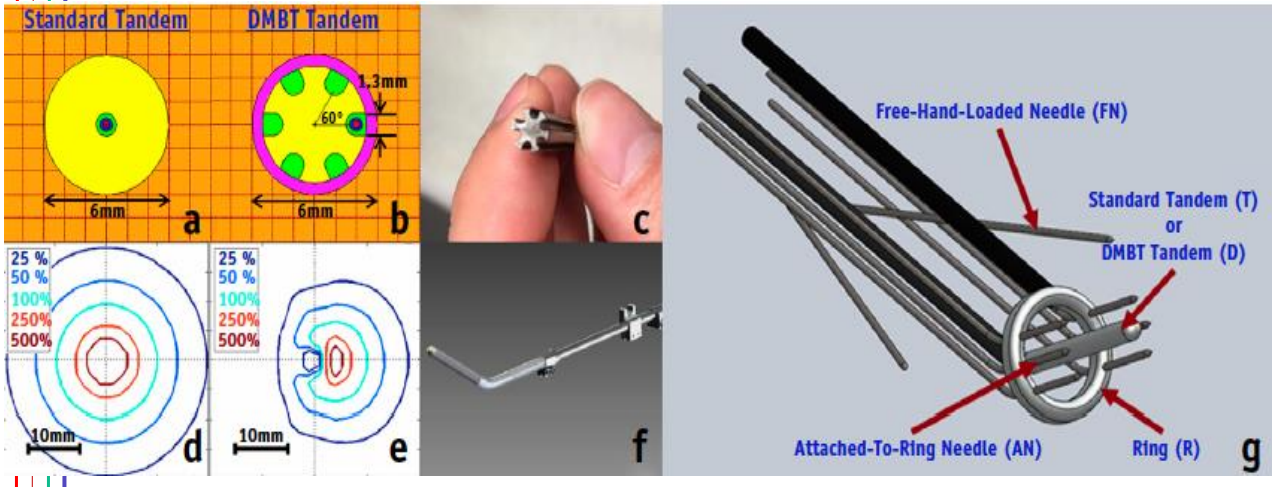 Standard Tandem
DMBT Tandem
1,3mm
60°
6mm
6mm
a
b
c
25 %
50 %
100%
250%
500%
10mm
d
25 %
50 %
100%
250%
500%
10mm
e
f
Free-Hand-Loaded Needle (FN)
Standard Tandem (T)
or
DMBT Tandem (D)
Attached-To-Ring Needle (AN)
Ring (R)
g